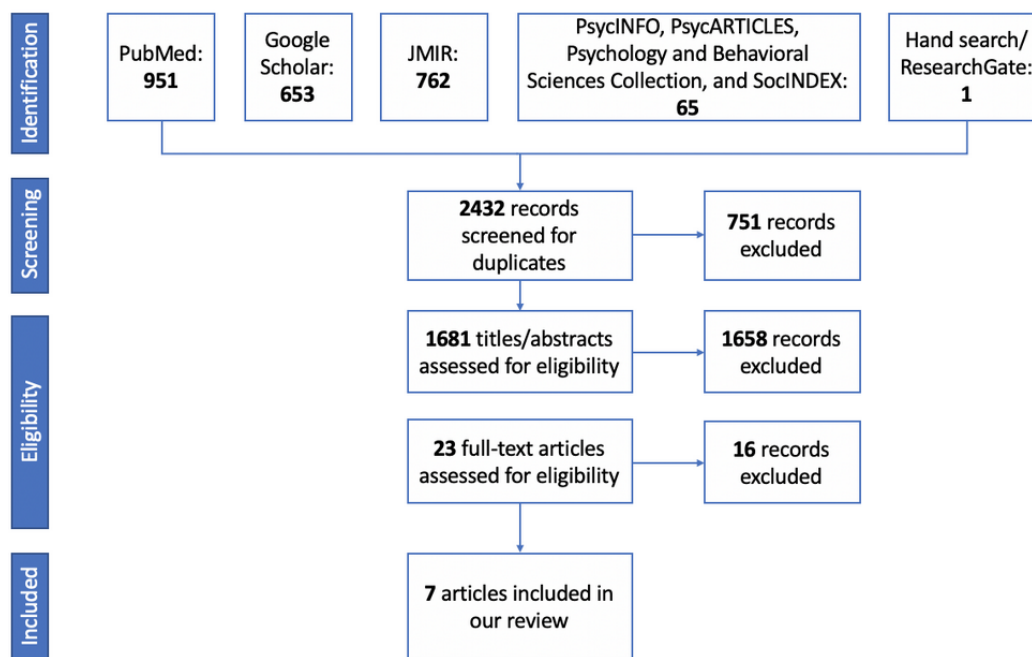 Identification
PubMed:
951
Google
Scholar:
653
JMIR:
762
PsycINFO, PsycARTICLES,
Psychology and Behavioral
Sciences Collection, and SocINDEX:
65
Hand search/
ResearchGate:
1
Screening
2432 records
screened for
duplicates
751 records
excluded
Eligibility
1681 titles/abstracts
assessed for eligibility
1658 records
excluded
23 full-text articles
assessed for eligibility
16 records
excluded
Included
7 articles included in
our review